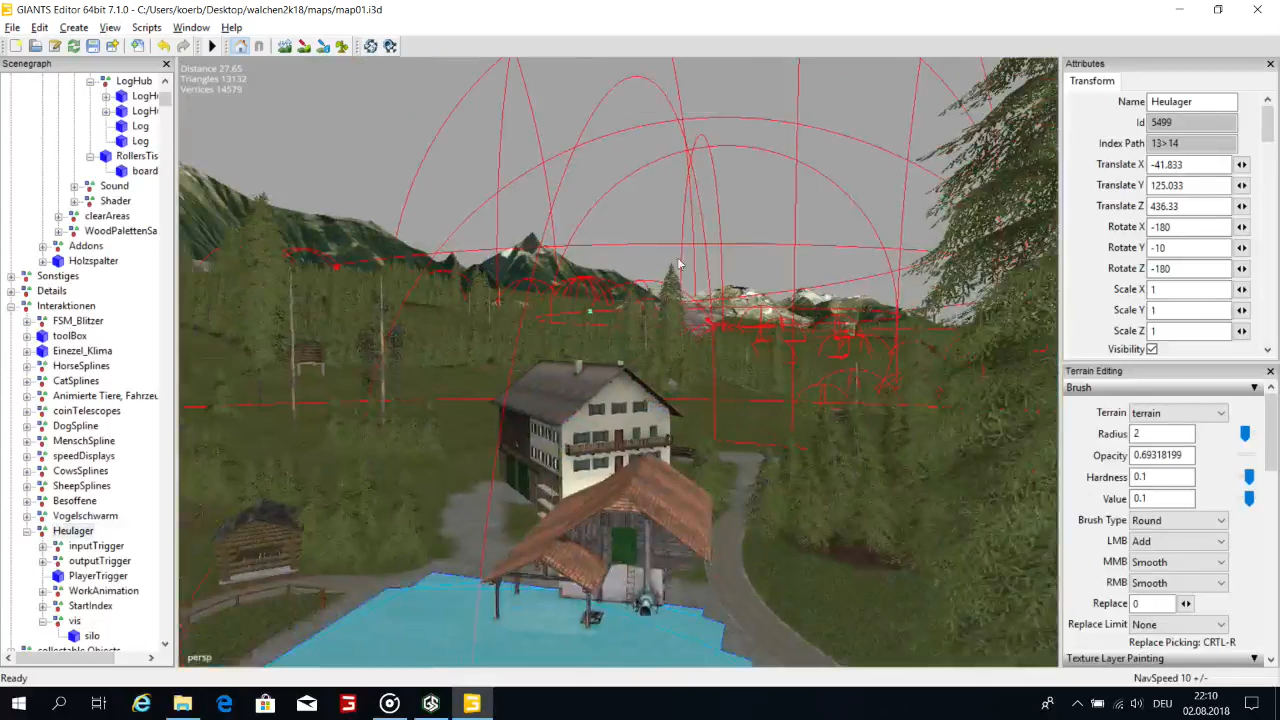 GIANTS Editor 64bit 7.1.0 - C:/Users/koerb/Desktop/walchen2k18/maps/map01.i3d
File Edit Create View Scripts Window Help
Scenegraph
LogHub
LogHu
LogHu
Log
Log
RollersTis
board
Sound
Shader
clearAreas
WoodPalettenSa
Addons
Holzspalter
Sonstiges
Details
Interaktionen
FSM_Blitzer
toolBox
Einezel_Klima
HorseSplines
CatSplines
Animierte Tiere, Fahrzeu
coinTelescopes
DogSpline
MenschSpline
speedDisplays
CowsSplines
SheepSplines
Besoffene
Vogelschwarm
Heulager
inputTrigger
outputTrigger
PlayerTrigger
WorkAnimation
StartIndex
vis
silo
collectable Objects
Distance 27.65
Triangles 13132
Vertices 14579
persp
Attributes
Transform
Name Heulager
Id 5499
Index Path 13>14
Translate X -41.833
Translate Y 125.033
Translate Z 436.33
Rotate X -180
Rotate Y -10
Rotate Z -180
Scale X 1
Scale Y 1
Scale Z 1
Visibility
Terrain Editing
Brush
Terrain terrain
Radius 2
Opacity 0.69318199
Hardness 0.1
Value 0.1
Brush Type Round
LMB Add
MMB Smooth
RMB Smooth
Replace 0
Replace Limit None
Replace Picking: CRTL-R
Texture Layer Painting
Ready
NavSpeed 10 +/-
DEU
22:10
02.08.2018